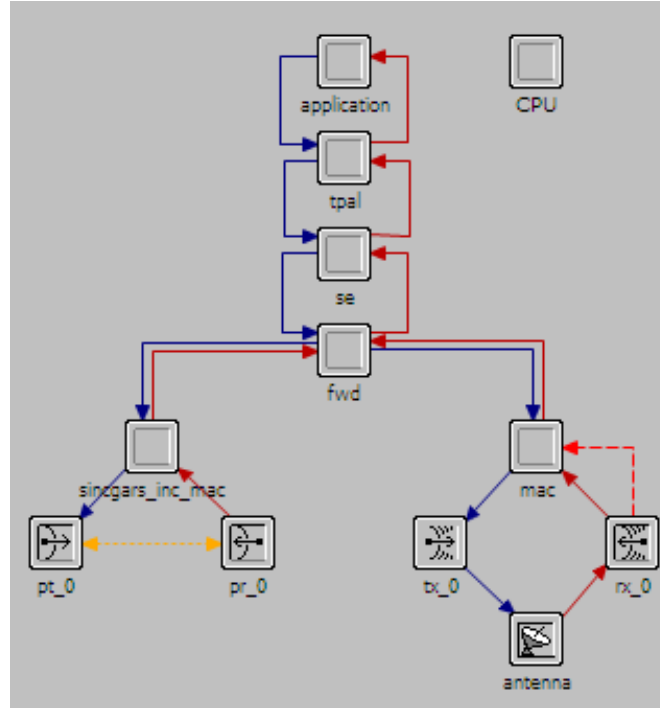 application
CPU
tpal
se
fwd
sincgars_inc_mac
mac
pt_0
pr_0
tx_0
rx_0
antenna